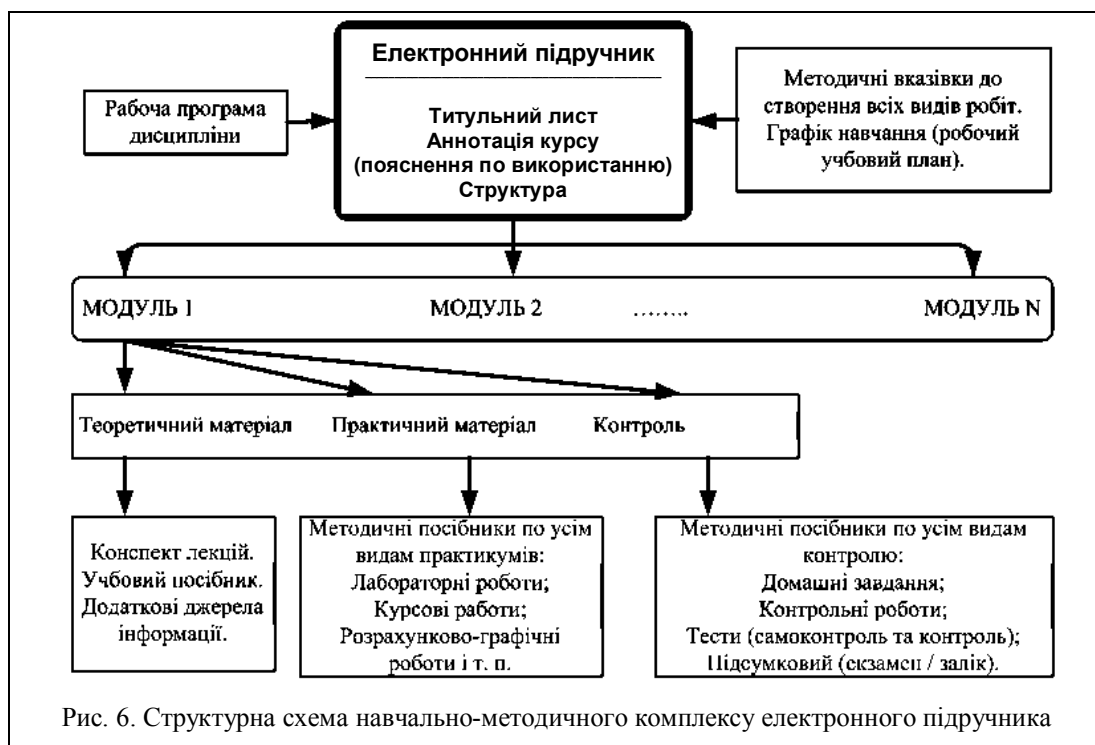 Електронний підручник
Титульний лист
Аннотація курсу
(пояснення по використанню)
Структура
Рабоча програма
дисципліни
Методичні вказівки до
створення всіх видів робіт.
Графік навчання (робочий
учбовий план).
МОДУЛЬ 1 МОДУЛЬ 2 …….. МОДУЛЬ N
Теоретичний матеріал Практичний матеріал Контроль
Конспект лекцій.
Учбовий посібник.
Додаткові джерела
інформації.
Методичні посібники по усім
видам практикумів:
Лабораторні роботи;
Курсові работи;
Розрахунково-графічні
роботи і т. п.
Методичні посібники по усім видам
контролю:
Домашні завдання;
Контрольні роботи;
Тести (самоконтроль та контроль);
Підсумковий (екзамен / залік).
Рис. 6. Структурна схема навчально-методичного комплексу електронного підручника